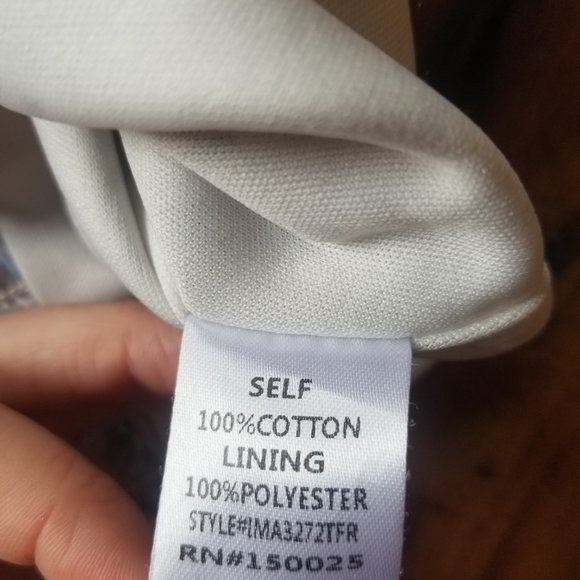 SELF
100%COTTON
LINING
100%POLYESTER
STYLE#IMA3272TFR
RN#150025